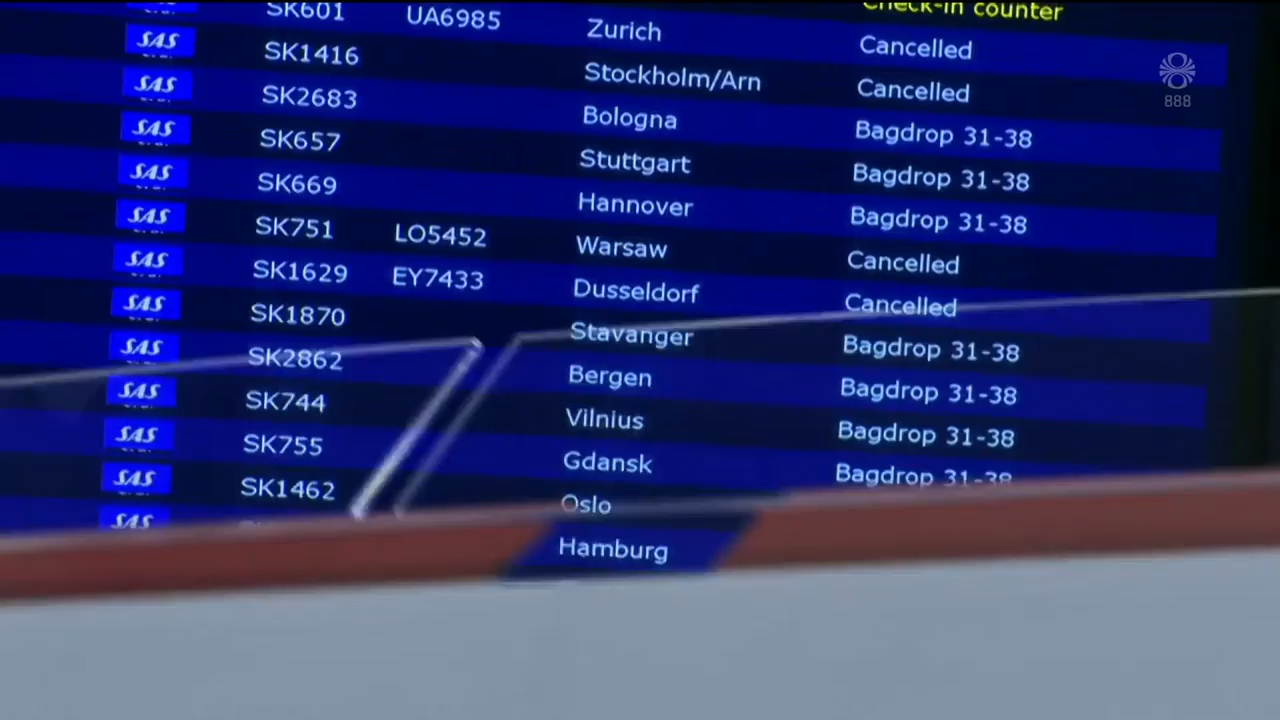 Check-in counter
SK601 UA6985 Zurich Cancelled
SAS SK1416 Stockholm/Arn Cancelled
SAS SK2683 Bologna Bagdrop 31-38
SAS SK657 Stuttgart Bagdrop 31-38
SAS SK669 Hannover Bagdrop 31-38
SAS SK751 LO5452 Warsaw Cancelled
SAS SK1629 EY7433 Dusseldorf Cancelled
SAS SK1870 Stavanger Bagdrop 31-38
SAS SK2862 Bergen Bagdrop 31-38
SAS SK744 Vilnius Bagdrop 31-38
SAS SK755 Gdansk Bagdrop 31-38
SAS SK1462 Oslo
SAS Hamburg
888